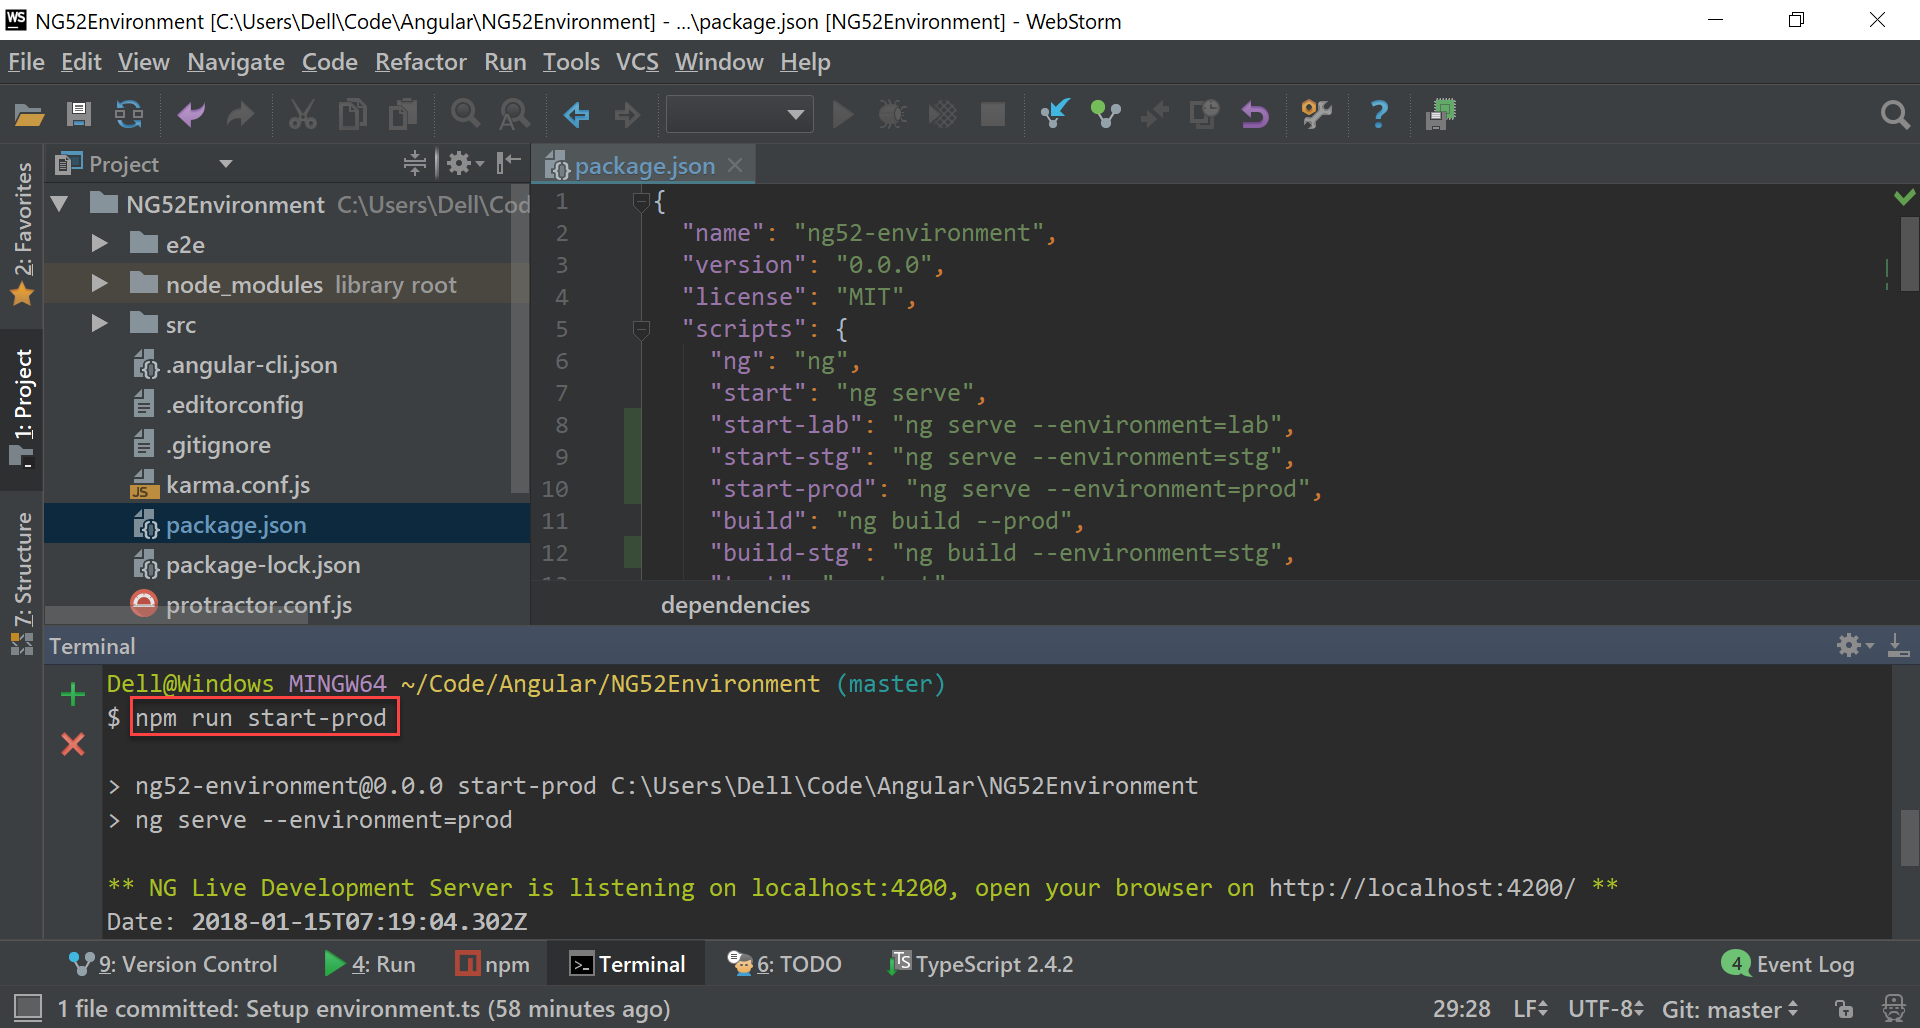 WS NG52Environment [C:\Users\Dell\Code\Angular\NG52Environment] - ...\package.json [NG52Environment] - WebStorm
File Edit View Navigate Code Refactor Run Tools VCS Window Help
Project
package.json
2: Favorites
1: Project
7: Structure
NG52Environment C:\Users\Dell\Cod
e2e
node_modules library root
src
.angular-cli.json
.editorconfig
.gitignore
JS karma.conf.js
package.json
package-lock.json
protractor.conf.js
1 {
2 "name": "ng52-environment",
3 "version": "0.0.0",
4 "license": "MIT",
5 "scripts": {
6 "ng": "ng",
7 "start": "ng serve",
8 "start-lab": "ng serve --environment=lab",
9 "start-stg": "ng serve --environment=stg",
10 "start-prod": "ng serve --environment=prod",
11 "build": "ng build --prod",
12 "build-stg": "ng build --environment=stg",
dependencies
Terminal
Dell@Windows MINGW64 ~/Code/Angular/NG52Environment (master)
$ npm run start-prod
> ng52-environment@0.0.0 start-prod C:\Users\Dell\Code\Angular\NG52Environment
> ng serve --environment=prod
** NG Live Development Server is listening on localhost:4200, open your browser on http://localhost:4200/ **
Date: 2018-01-15T07:19:04.302Z
9: Version Control 4: Run npm Terminal 6: TODO TS TypeScript 2.4.2 4 Event Log
1 file committed: Setup environment.ts (58 minutes ago) 29:28 LF UTF-8 Git: master